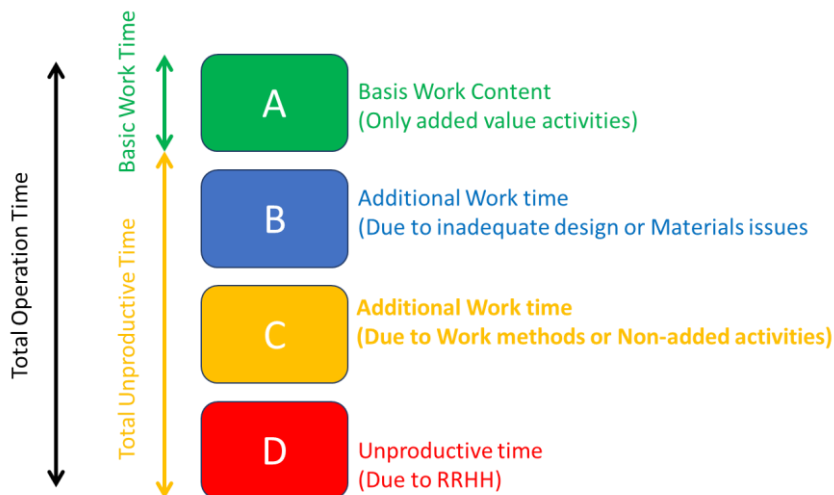 Total Operation Time
Basic Work Time
Total Unproductive Time
A
Basis Work Content
(Only added value activities)
B
Additional Work time
(Due to inadequate design or Materials issues
C
Additional Work time
(Due to Work methods or Non-added activities)
D
Unproductive time
(Due to RRHH)